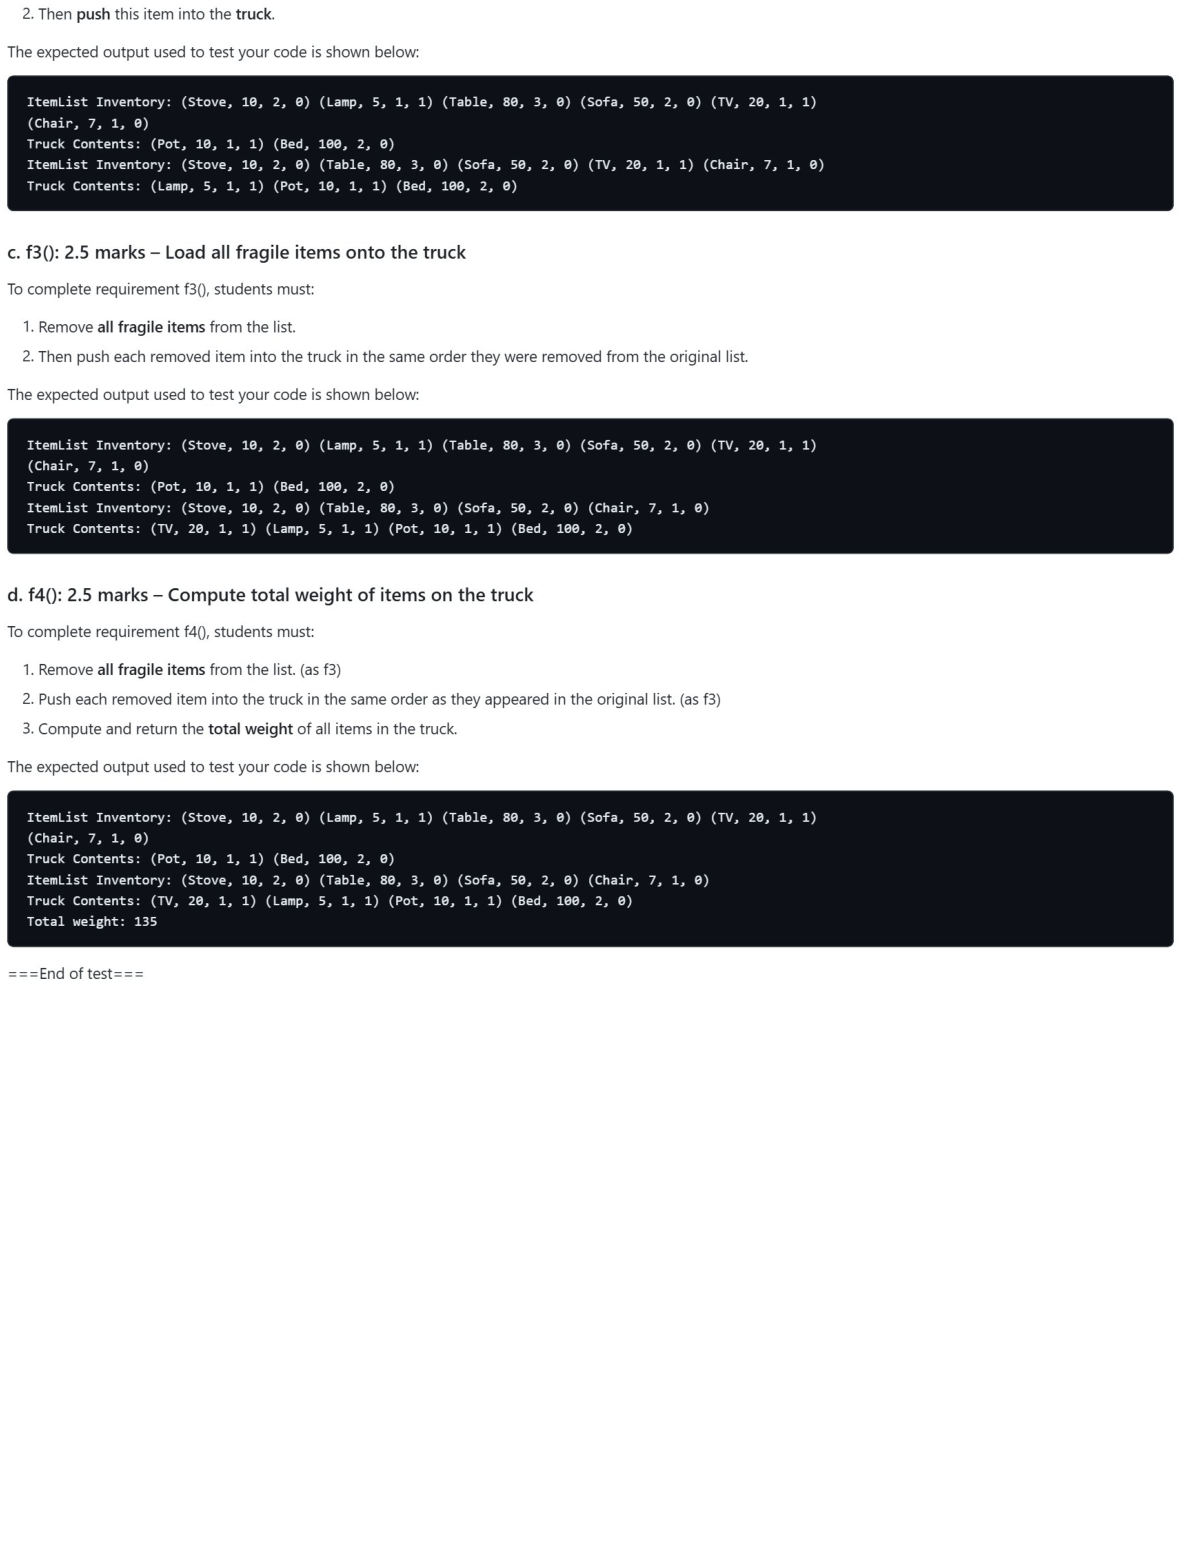 2. Then push this item into the truck.
The expected output used to test your code is shown below:
ItemList Inventory: (Stove, 10, 2, 0) (Lamp, 5, 1, 1) (Table, 80, 3, 0) (Sofa, 50, 2, 0) (TV, 20, 1, 1)
(Chair, 7, 1, 0)
Truck Contents: (Pot, 10, 1, 1) (Bed, 100, 2, 0)
ItemList Inventory: (Stove, 10, 2, 0) (Table, 80, 3, 0) (Sofa, 50, 2, 0) (TV, 20, 1, 1) (Chair, 7, 1, 0)
Truck Contents: (Lamp, 5, 1, 1) (Pot, 10, 1, 1) (Bed, 100, 2, 0)
c. f3(): 2.5 marks – Load all fragile items onto the truck
To complete requirement f3(), students must:
1. Remove all fragile items from the list.
2. Then push each removed item into the truck in the same order they were removed from the original list.
The expected output used to test your code is shown below:
ItemList Inventory: (Stove, 10, 2, 0) (Lamp, 5, 1, 1) (Table, 80, 3, 0) (Sofa, 50, 2, 0) (TV, 20, 1, 1)
(Chair, 7, 1, 0)
Truck Contents: (Pot, 10, 1, 1) (Bed, 100, 2, 0)
ItemList Inventory: (Stove, 10, 2, 0) (Table, 80, 3, 0) (Sofa, 50, 2, 0) (Chair, 7, 1, 0)
Truck Contents: (TV, 20, 1, 1) (Lamp, 5, 1, 1) (Pot, 10, 1, 1) (Bed, 100, 2, 0)
d. f4(): 2.5 marks – Compute total weight of items on the truck
To complete requirement f4(), students must:
1. Remove all fragile items from the list. (as f3)
2. Push each removed item into the truck in the same order as they appeared in the original list. (as f3)
3. Compute and return the total weight of all items in the truck.
The expected output used to test your code is shown below:
ItemList Inventory: (Stove, 10, 2, 0) (Lamp, 5, 1, 1) (Table, 80, 3, 0) (Sofa, 50, 2, 0) (TV, 20, 1, 1)
(Chair, 7, 1, 0)
Truck Contents: (Pot, 10, 1, 1) (Bed, 100, 2, 0)
ItemList Inventory: (Stove, 10, 2, 0) (Table, 80, 3, 0) (Sofa, 50, 2, 0) (Chair, 7, 1, 0)
Truck Contents: (TV, 20, 1, 1) (Lamp, 5, 1, 1) (Pot, 10, 1, 1) (Bed, 100, 2, 0)
Total weight: 135
===End of test===